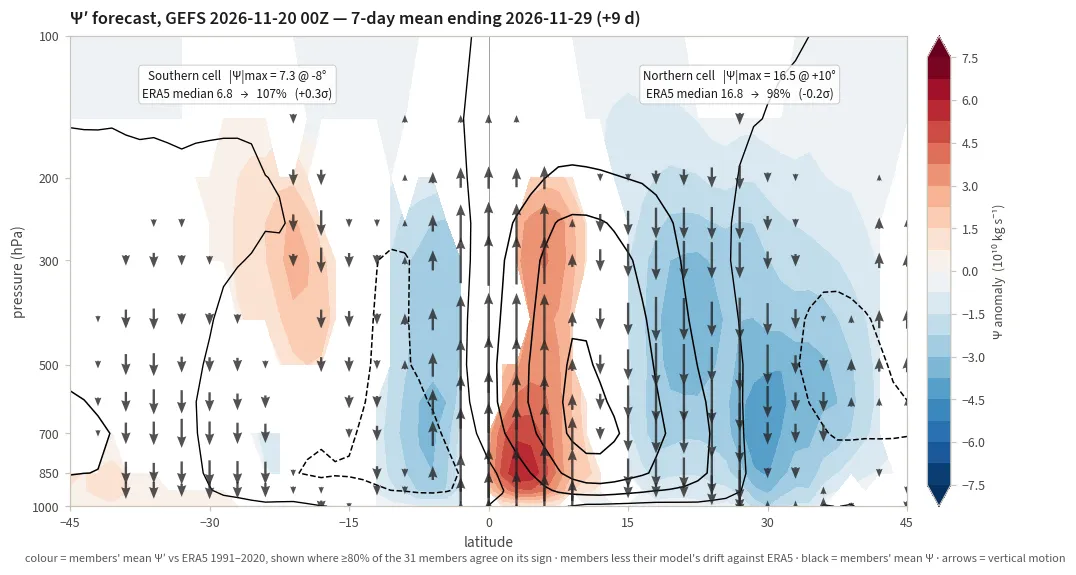 Ψ′ forecast, GEFS 2026-11-20 00Z — 7-day mean ending 2026-11-29 (+9 d)
Southern cell |Ψ|max = 7.3 @ -8°
ERA5 median 6.8 → 107% (+0.3σ)
Northern cell |Ψ|max = 16.5 @ +10°
ERA5 median 16.8 → 98% (-0.2σ)
pressure (hPa)
100
200
300
400
500
700
850
1000
−45
−30
−15
0
15
30
45
latitude
7.5
6.0
4.5
3.0
1.5
0.0
−1.5
−3.0
−4.5
−6.0
−7.5
Ψ anomaly (10¹⁰ kg s⁻¹)
colour = members' mean Ψ′ vs ERA5 1991–2020, shown where ≥80% of the 31 members agree on its sign · members less their model's drift against ERA5 · black = members' mean Ψ · arrows = vertical motion